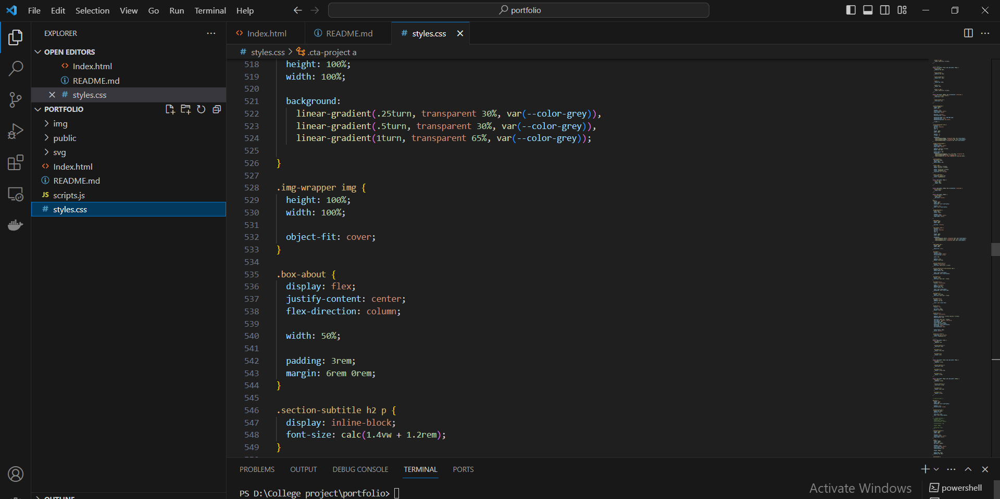 File Edit Selection View Go Run Terminal Help
portfolio
EXPLORER
OPEN EDITORS
Index.html
README.md
styles.css
PORTFOLIO
img
public
svg
Index.html
README.md
JS scripts.js
# styles.css
Index.html
README.md
# styles.css
# styles.css > .cta-project a
518 height: 100%;
519 width: 100%;
520
521 background:
522 linear-gradient(.25turn, transparent 30%, var(--color-grey)),
523 linear-gradient(.5turn, transparent 30%, var(--color-grey)),
524 linear-gradient(1turn, transparent 65%, var(--color-grey));
525
526 }
527
528 .img-wrapper img {
529 height: 100%;
530 width: 100%;
531
532 object-fit: cover;
533 }
534
535 .box-about {
536 display: flex;
537 justify-content: center;
538 flex-direction: column;
539
540 width: 50%;
541
542 padding: 3rem;
543 margin: 6rem 0rem;
544 }
545
546 .section-subtitle h2 p {
547 display: inline-block;
548 font-size: calc(1.4vw + 1.2rem);
549 }
PROBLEMS OUTPUT DEBUG CONSOLE TERMINAL PORTS
PS D:\College project\portfolio>
Activate Windows
powershell
OUTLINE